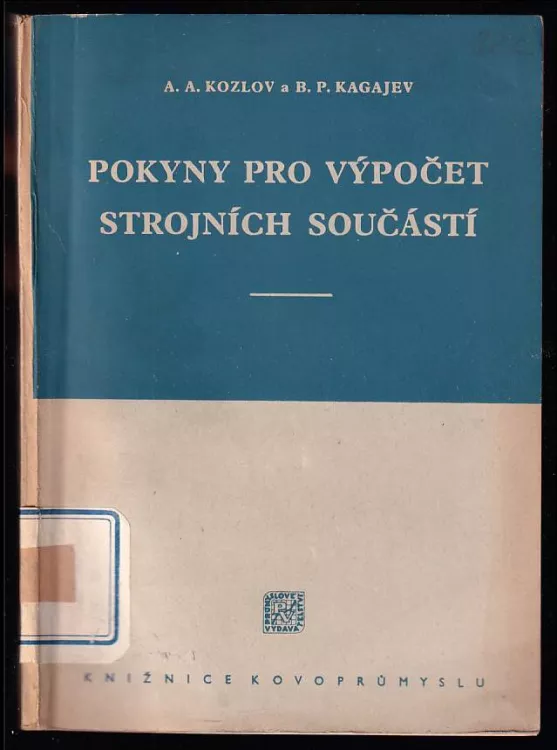 A. A. KOZLOV a B. P. KAGAJEV
POKYNY PRO VÝPOČET
STROJNÍCH SOUČÁSTÍ
KNIŽNICE KOVOPRŮMYSLU